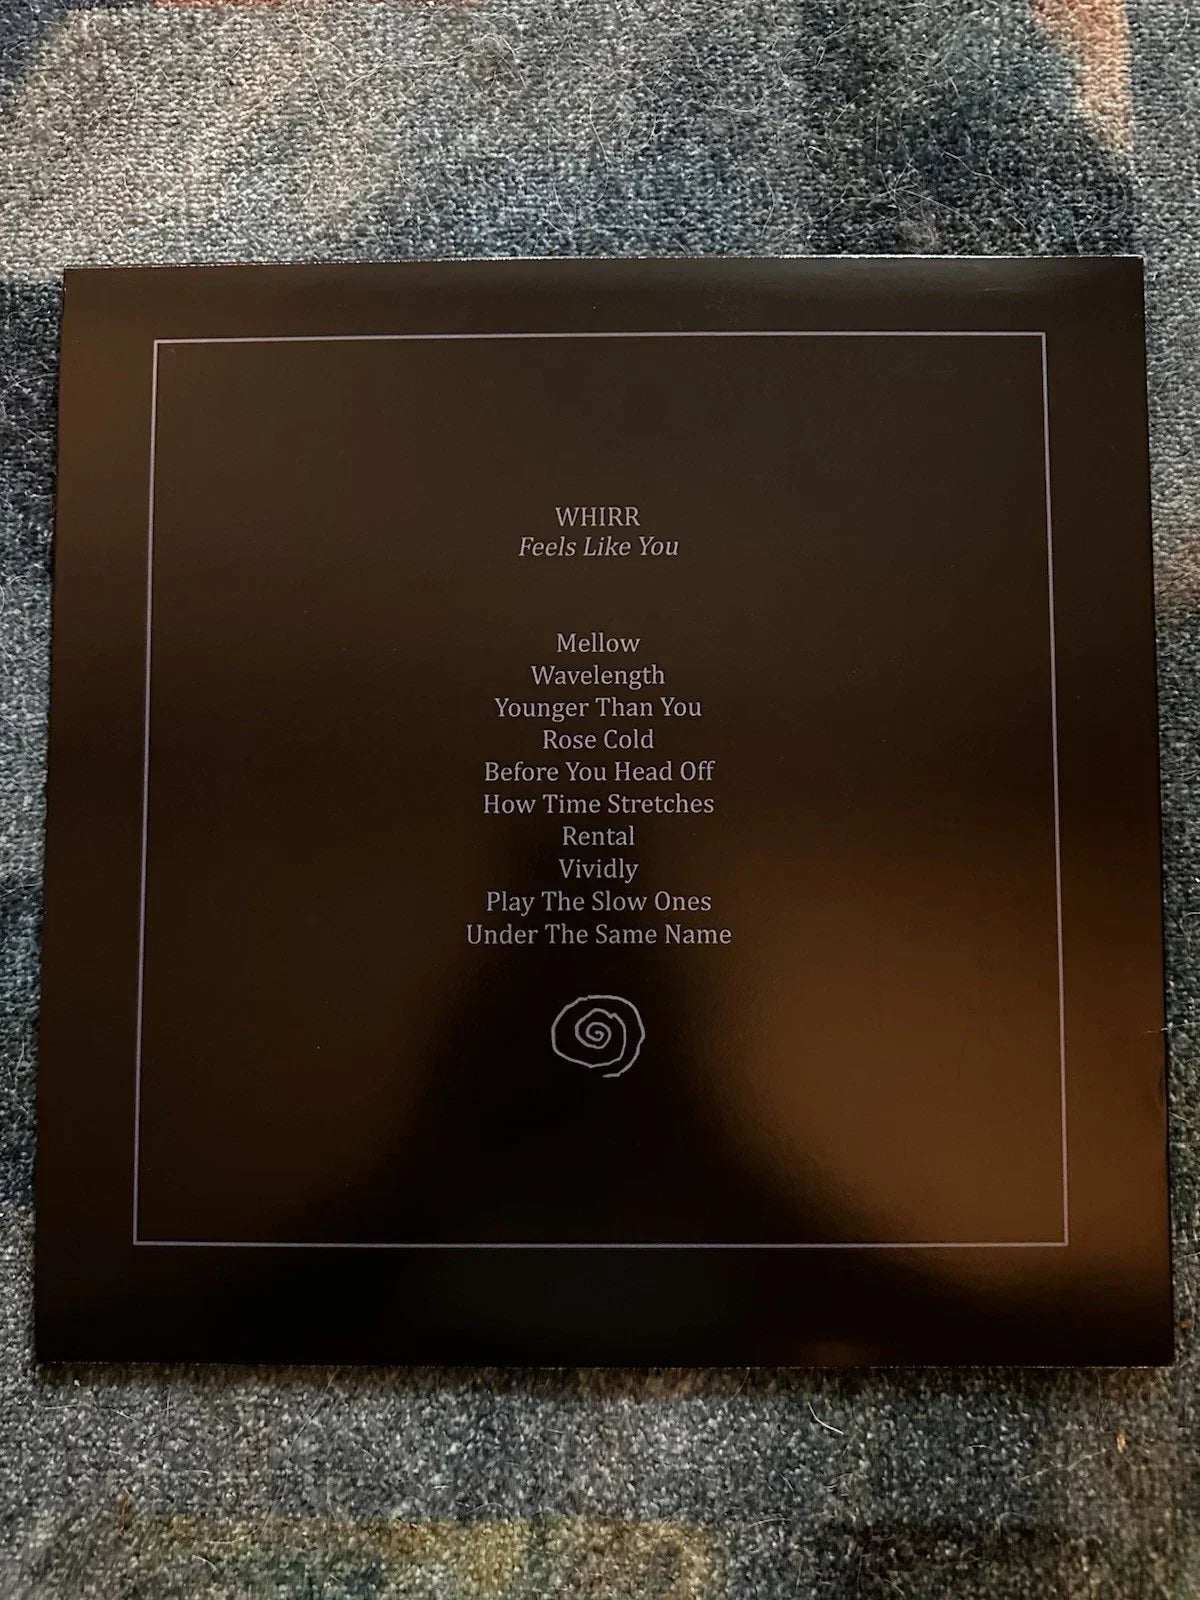 WHIRR
Feels Like You
Mellow
Wavelength
Younger Than You
Rose Cold
Before You Head Off
How Time Stretches
Rental
Vividly
Play The Slow Ones
Under The Same Name